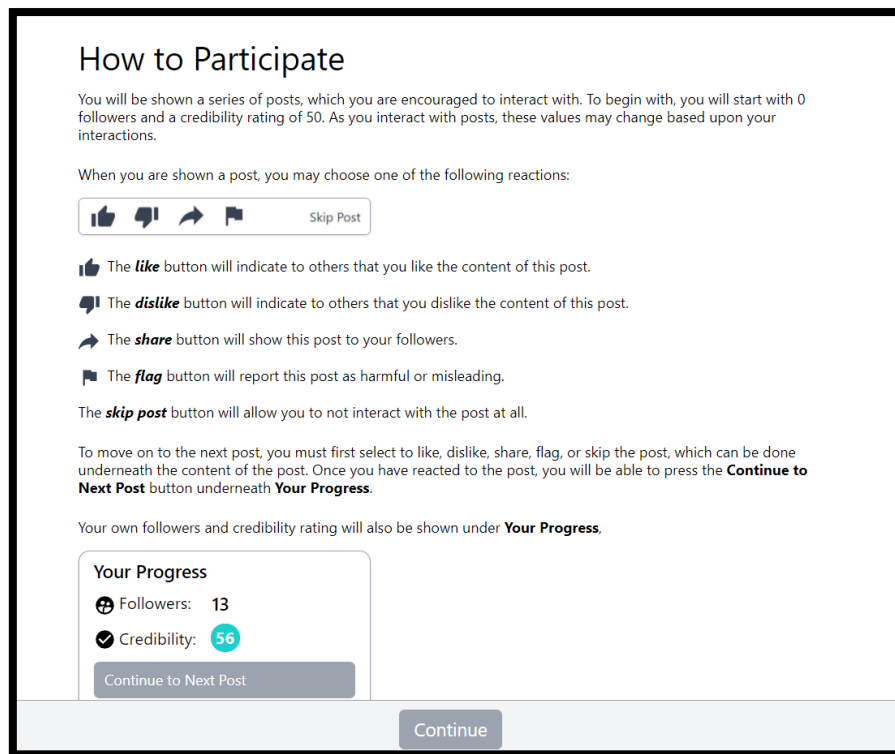 How to Participate
You will be shown a series of posts, which you are encouraged to interact with. To begin with, you will start with 0
followers and a credibility rating of 50. As you interact with posts, these values may change based upon your
interactions.
When you are shown a post, you may choose one of the following reactions:
Skip Post
The like button will indicate to others that you like the content of this post.
The dislike button will indicate to others that you dislike the content of this post.
The share button will show this post to your followers.
The flag button will report this post as harmful or misleading.
The skip post button will allow you to not interact with the post at all.
To move on to the next post, you must first select to like, dislike, share, flag, or skip the post, which can be done
underneath the content of the post. Once you have reacted to the post, you will be able to press the Continue to
Next Post button underneath Your Progress.
Your own followers and credibility rating will also be shown under Your Progress,
Your Progress
Followers: 13
Credibility: 56
Continue to Next Post
Continue